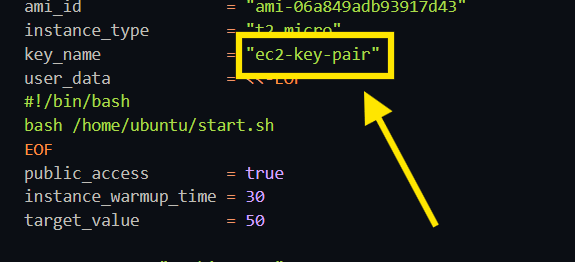 ami_id = "ami-06a849adb93917d43"
instance_type = "t2.micro"
key_name = "ec2-key-pair"
user_data = <<-EOF
#!/bin/bash
bash /home/ubuntu/start.sh
EOF
public_access = true
instance_warmup_time = 30
target_value = 50